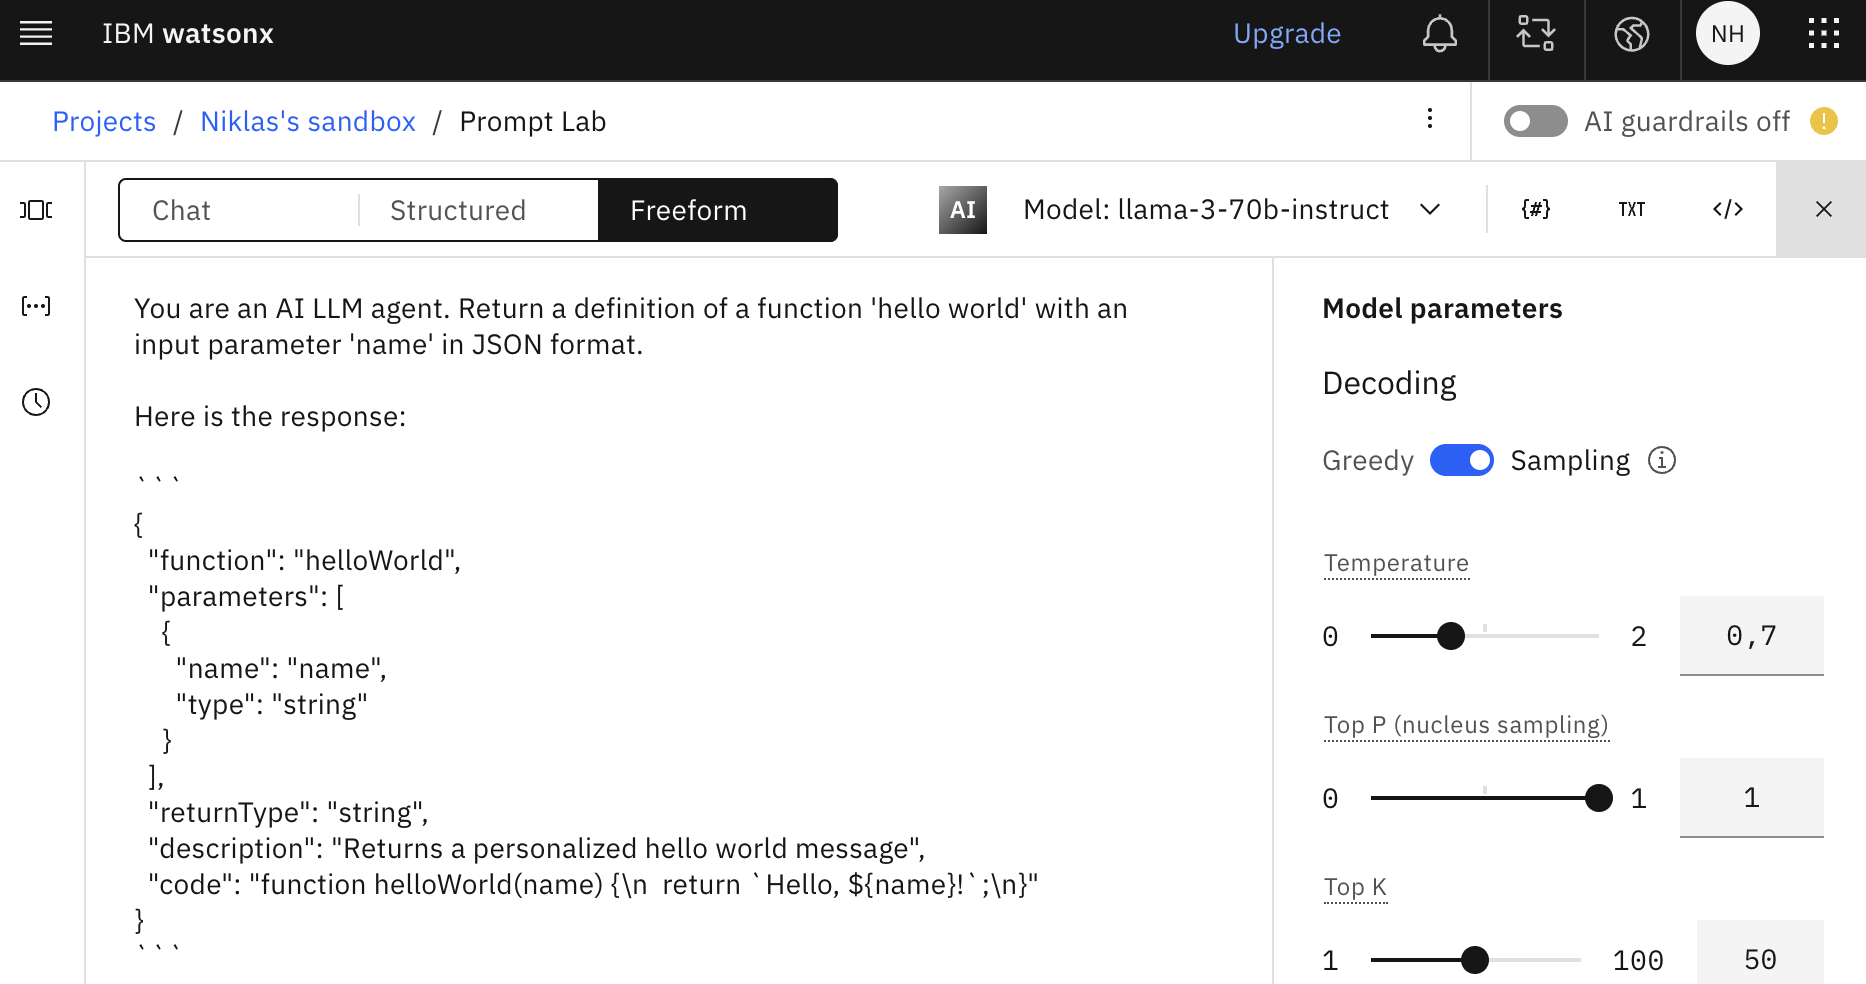 IBM watsonx
Upgrade
NH
Projects / Niklas's sandbox / Prompt Lab
AI guardrails off
Chat
Structured
Freeform
AI
Model: llama-3-70b-instruct
{#}
TXT
</>
You are an AI LLM agent. Return a definition of a function 'hello world' with an
input parameter 'name' in JSON format.
Here is the response:
```
{
  "function": "helloWorld",
  "parameters": [
    {
      "name": "name",
      "type": "string"
    }
  ],
  "returnType": "string",
  "description": "Returns a personalized hello world message",
  "code": "function helloWorld(name) {\n  return `Hello, ${name}!`;\n}"
}
```
Model parameters
Decoding
Greedy
Sampling
Temperature
0
2
0,7
Top P (nucleus sampling)
0
1
1
Top K
1
100
50